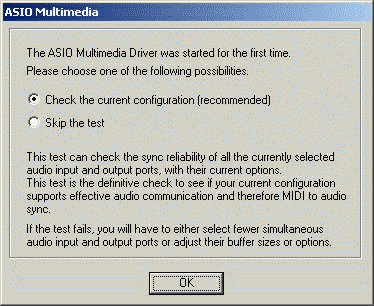 ASIO Multimedia
The ASIO Multimedia Driver was started for the first time.
Please choose one of the following possibilities.
Check the current configuration (recommended)
Skip the test
This test can check the sync reliability of all the currently selected
audio input and output ports, with their current options.
This test is the definitive check to see if your current configuration
supports effective audio communication and therefore MIDI to audio
sync.
If the test fails, you will have to either select fewer simultaneous
audio input and output ports or adjust their buffer sizes or options.
OK